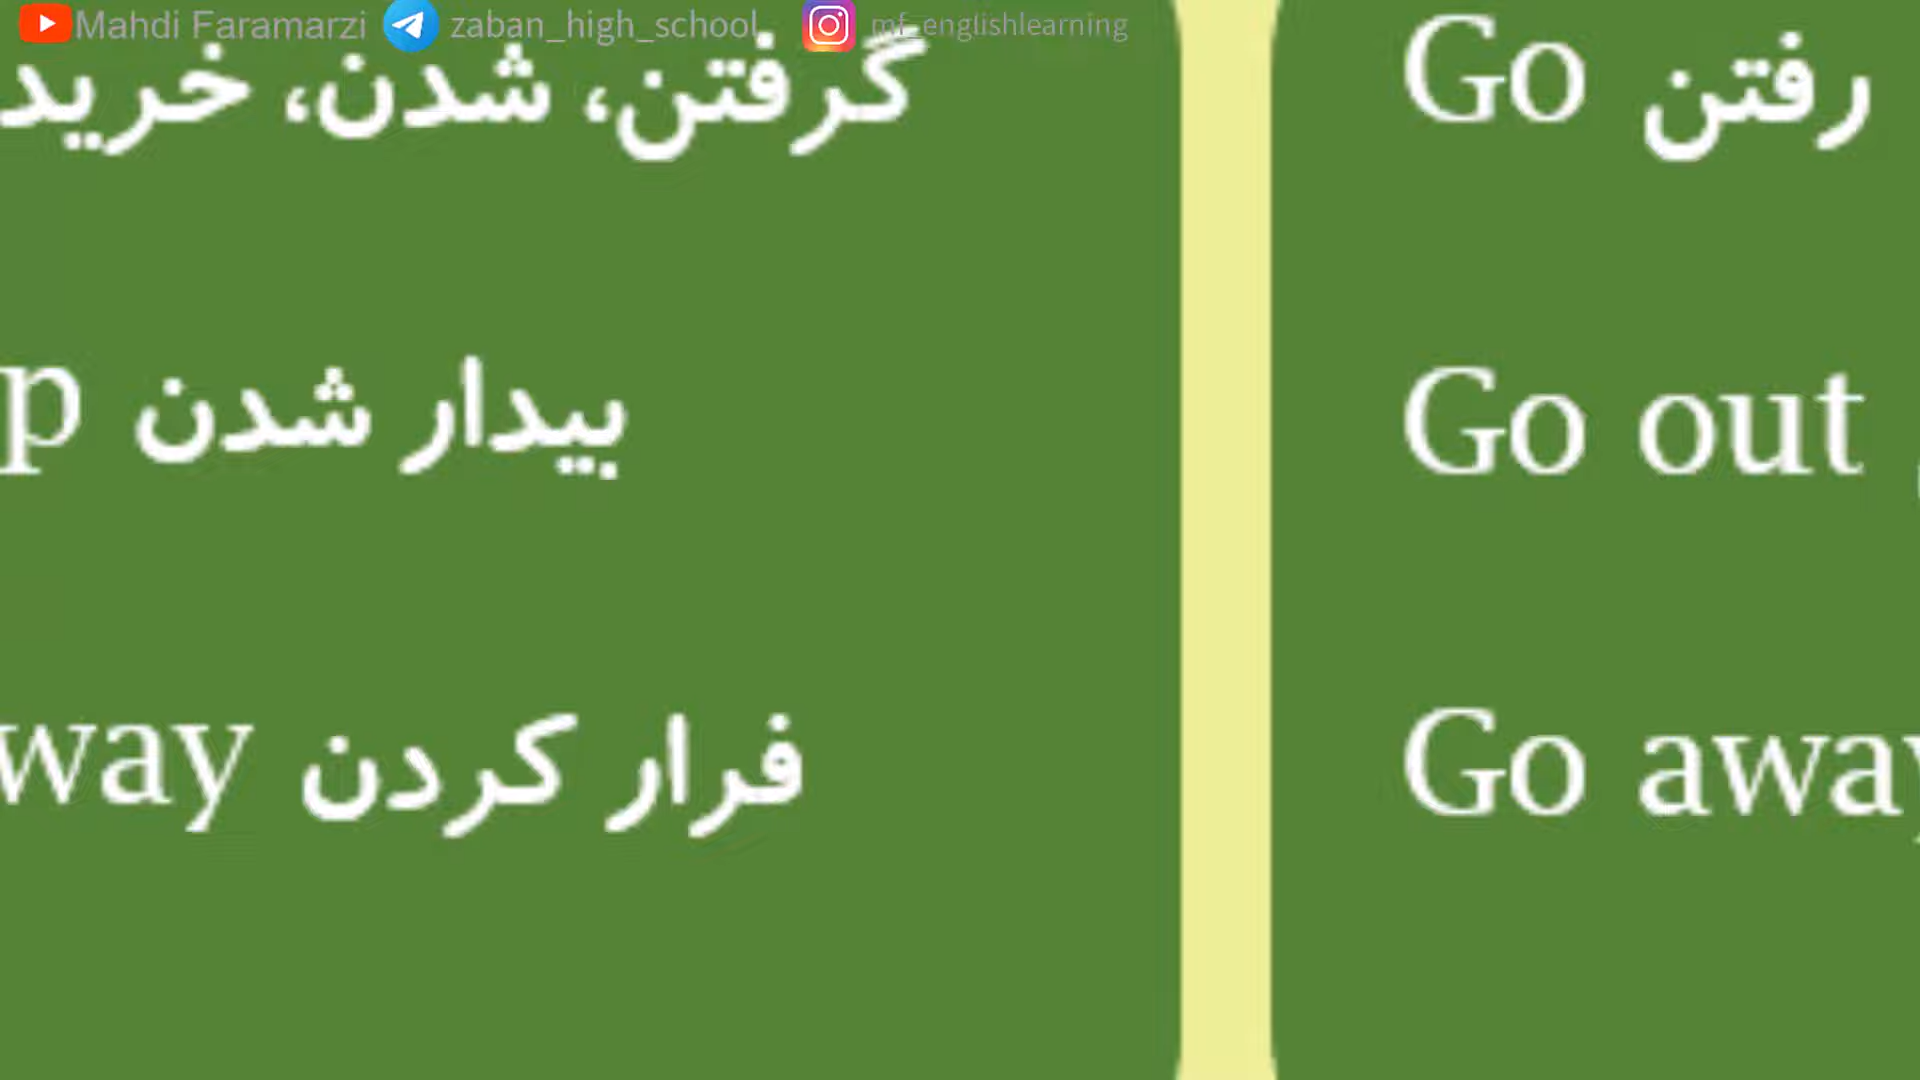 Mahdi Faramarzi zaban_high_school mf_englishlearning
گرفتن، شدن، خرید
p بیدار شدن
way فرار کردن
Go رفتن
Go out
Go away